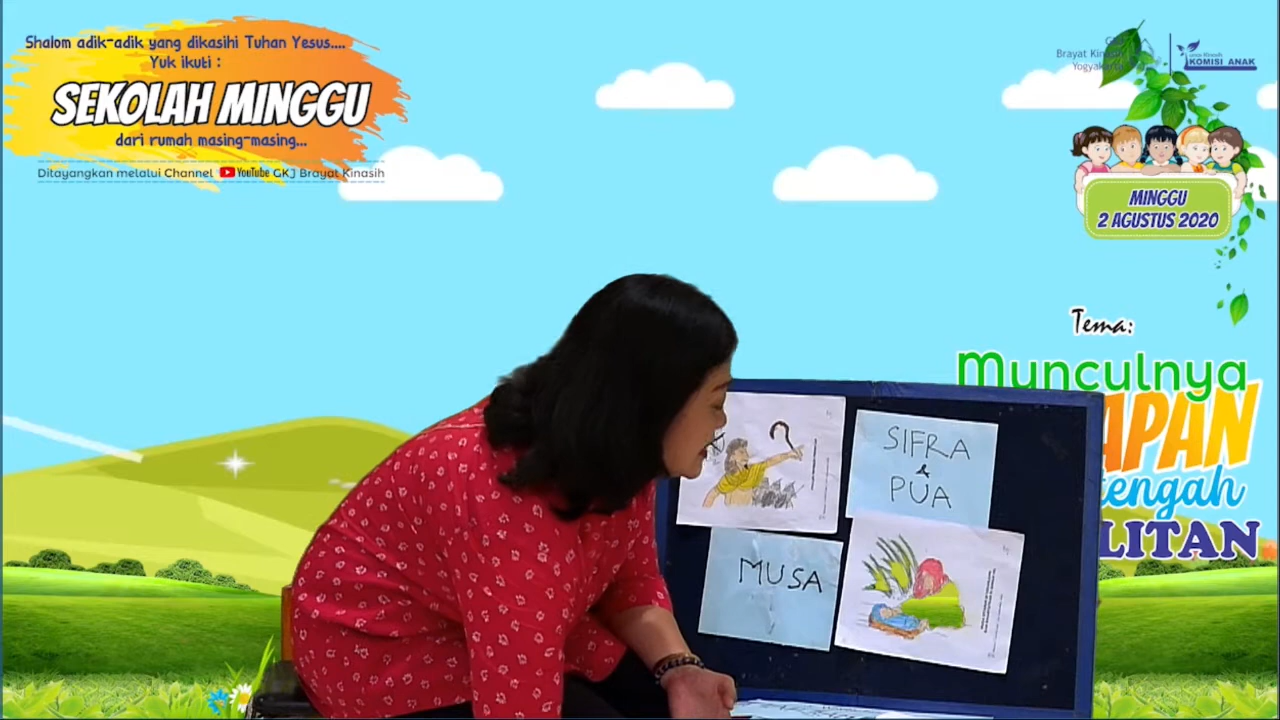 Shalom adik-adik yang dikasihi Tuhan Yesus....
Yuk ikuti :
SEKOLAH MINGGU
dari rumah masing-masing...
Ditayangkan melalui Channel YouTube GKJ Brayat Kinasih
KOMISI ANAK
MINGGU
2 AGUSTUS 2020
Tema:
Munculnya
APAN
tengah
LITAN
SIFRA
&
PUA
MUSA